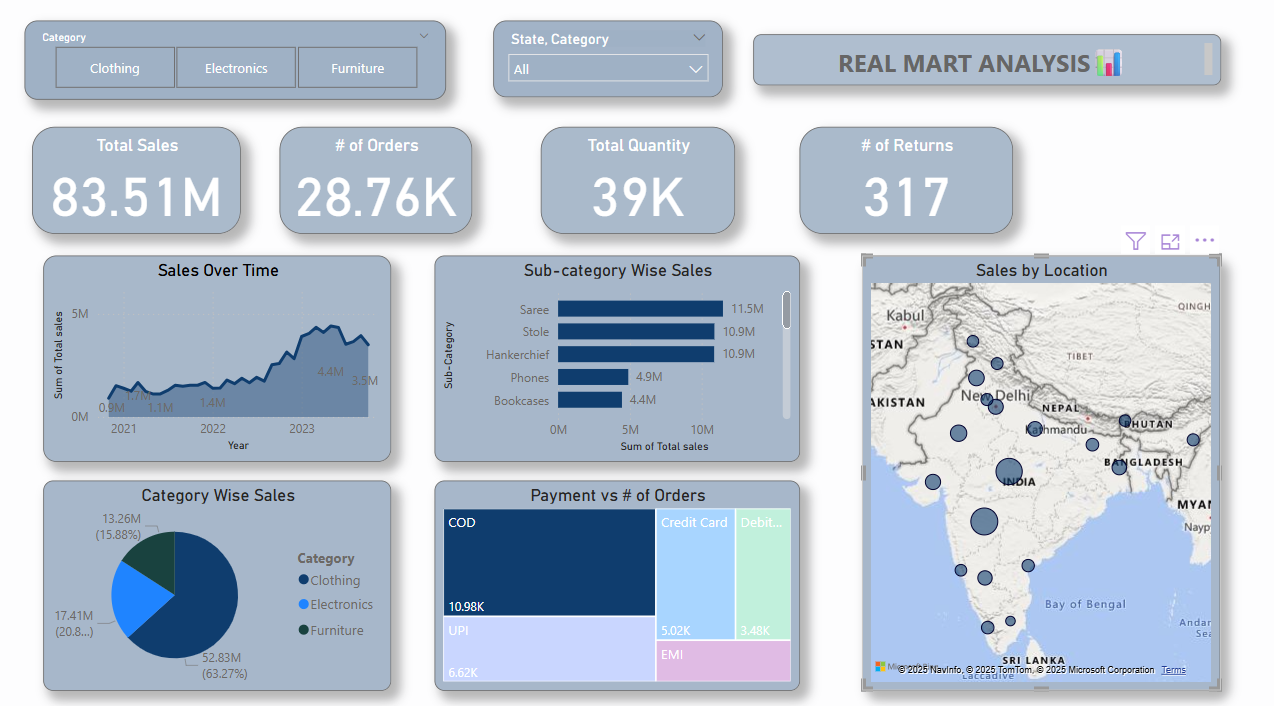 Category
Clothing
Electronics
Furniture
State, Category
All
REAL MART ANALYSIS
Total Sales
83.51M
# of Orders
28.76K
Total Quantity
39K
# of Returns
317
Sales Over Time
Sum of Total sales
5M
0M
0.9M
1.7M
1.1M
1.4M
4.4M
3.5M
2021
2022
2023
Year
Sub-category Wise Sales
Sub-Category
Saree
11.5M
Stole
10.9M
Hankerchief
10.9M
Phones
4.9M
Bookcases
4.4M
0M
5M
10M
Sum of Total sales
Sales by Location
Kabul
QINGH
STAN
TIBET
AKISTAN
New Delhi
NEPAL
Kathmandu
BHUTAN
BANGLADESH
INDIA
MYAN
Nayp
Bay of Bengal
Andar
Sea
SRI LANKA
Laccadive
© 2025 NavInfo, © 2025 TomTom, © 2025 Microsoft Corporation Terms
Category Wise Sales
13.26M
(15.88%)
17.41M
(20.8...)
52.83M
(63.27%)
Category
Clothing
Electronics
Furniture
Payment vs # of Orders
COD
10.98K
UPI
6.62K
Credit Card
5.02K
Debit...
3.48K
EMI